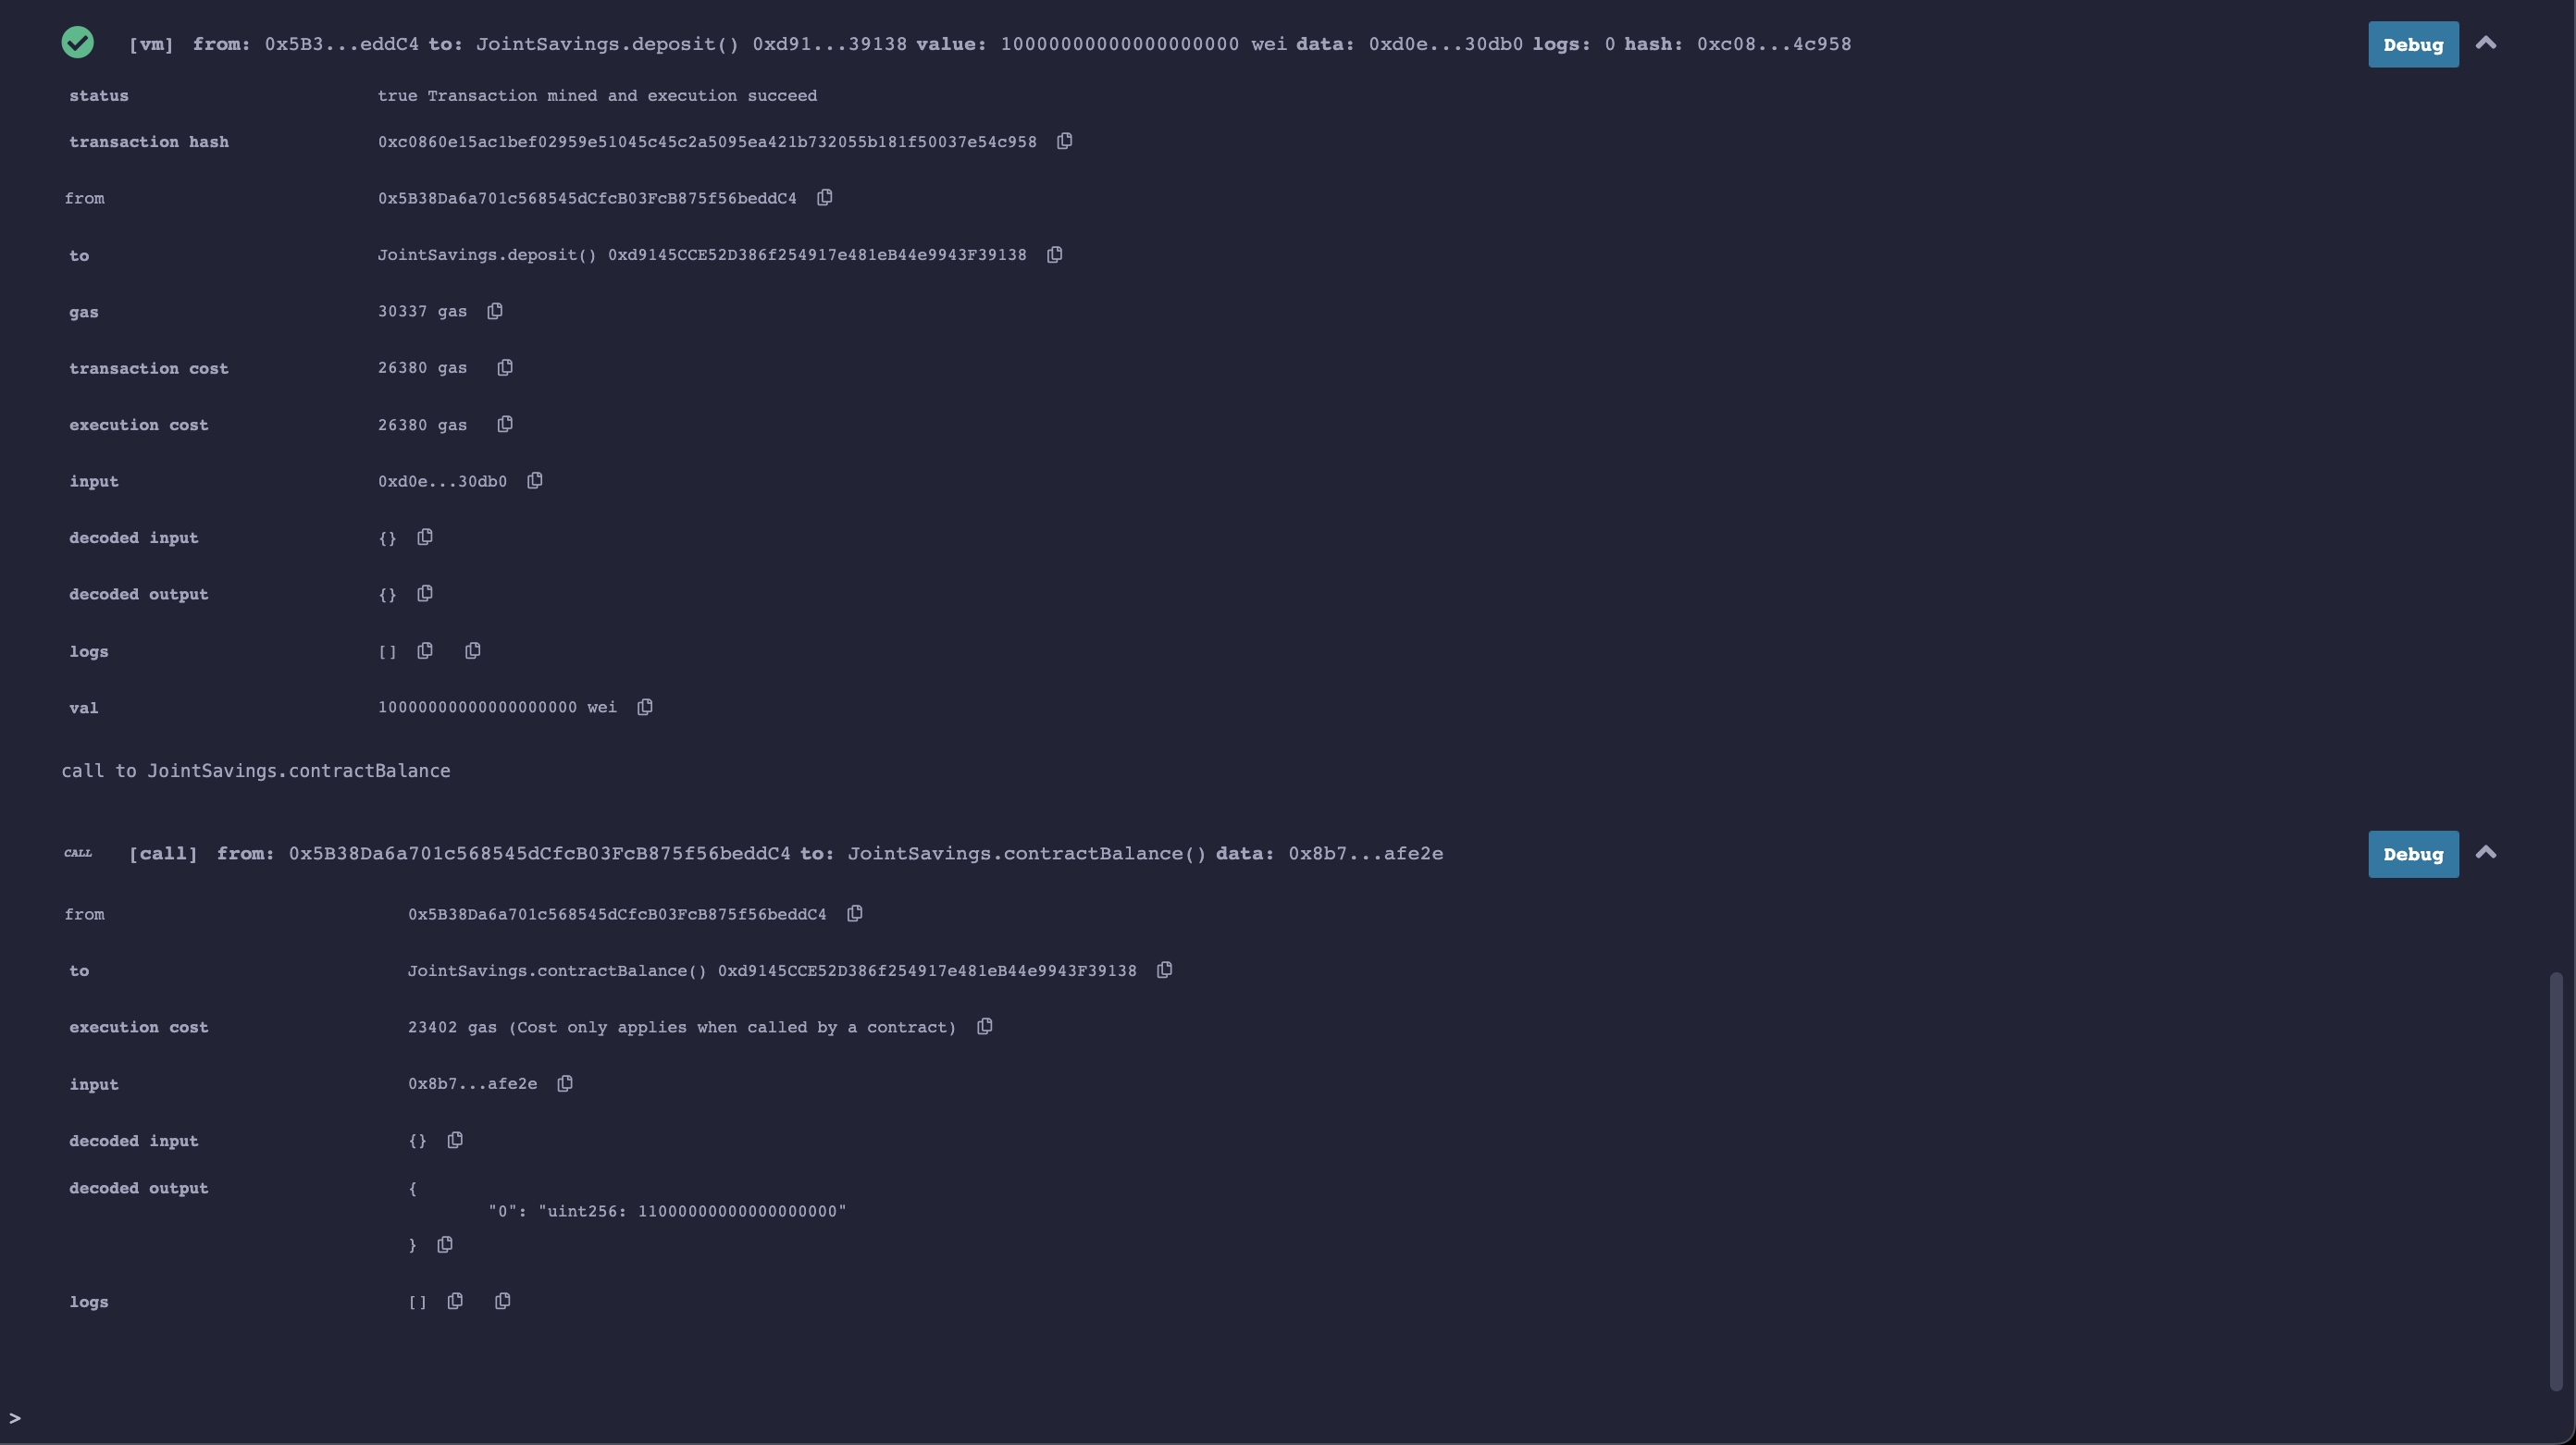 [vm] from: 0x5B3...eddC4 to: JointSavings.deposit() 0xd91...39138 value: 10000000000000000000 wei data: 0xd0e...30db0 logs: 0 hash: 0xc08...4c958 Debug
status true Transaction mined and execution succeed
transaction hash 0xc0860e15ac1bef02959e51045c45c2a5095ea421b732055b181f50037e54c958
from 0x5B38Da6a701c568545dCfcB03FcB875f56beddC4
to JointSavings.deposit() 0xd9145CCE52D386f254917e481eB44e9943F39138
gas 30337 gas
transaction cost 26380 gas
execution cost 26380 gas
input 0xd0e...30db0
decoded input {}
decoded output {}
logs []
val 10000000000000000000 wei
call to JointSavings.contractBalance
CALL [call] from: 0x5B38Da6a701c568545dCfcB03FcB875f56beddC4 to: JointSavings.contractBalance() data: 0x8b7...afe2e Debug
from 0x5B38Da6a701c568545dCfcB03FcB875f56beddC4
to JointSavings.contractBalance() 0xd9145CCE52D386f254917e481eB44e9943F39138
execution cost 23402 gas (Cost only applies when called by a contract)
input 0x8b7...afe2e
decoded input {}
decoded output {
"0": "uint256: 11000000000000000000"
}
logs []
>